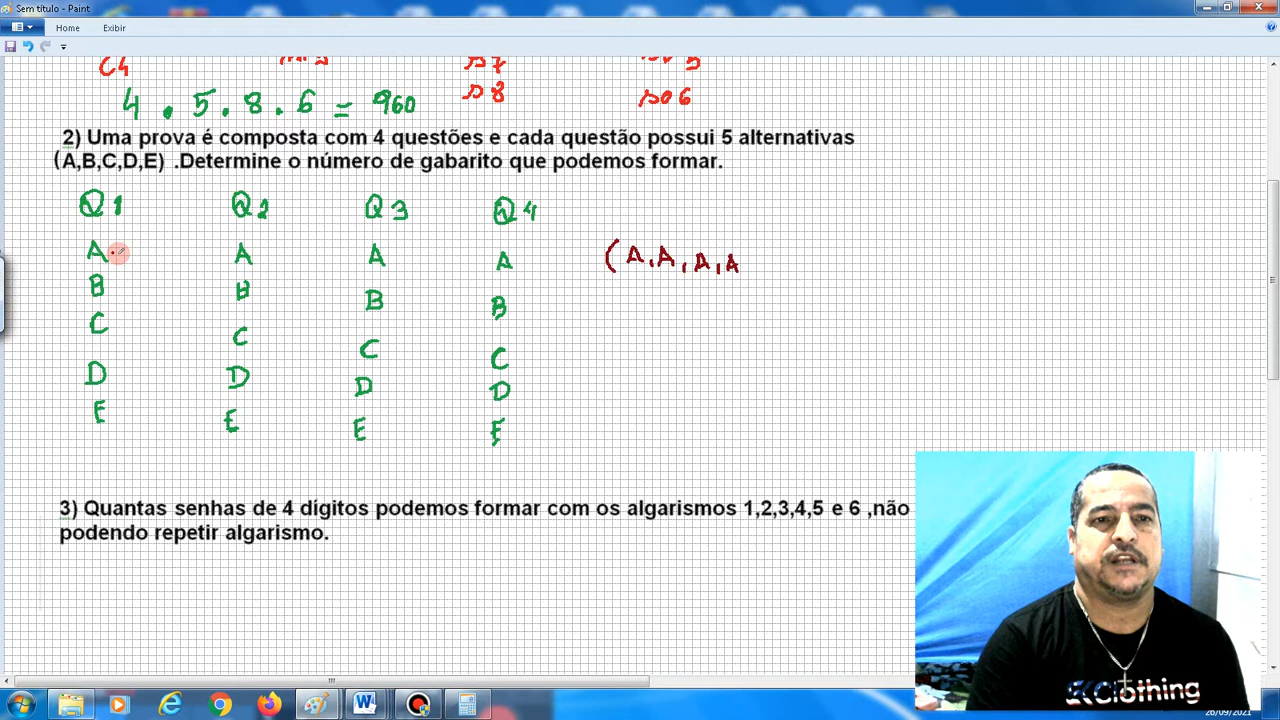 Sem título - Paint
Home Exibir
C4 57
58 506
4 . 5 . 8 . 6 = 960
2) Uma prova é composta com 4 questões e cada questão possui 5 alternativas
(A,B,C,D,E) .Determine o número de gabarito que podemos formar.
Q1 Q2 Q3 Q4
A A A A (A,A,A,A
B B B B
C C C C
D D D D
E E E E
3) Quantas senhas de 4 dígitos podemos formar com os algarismos 1,2,3,4,5 e 6 ,não
podendo repetir algarismo.
Clothing
26/09/2021